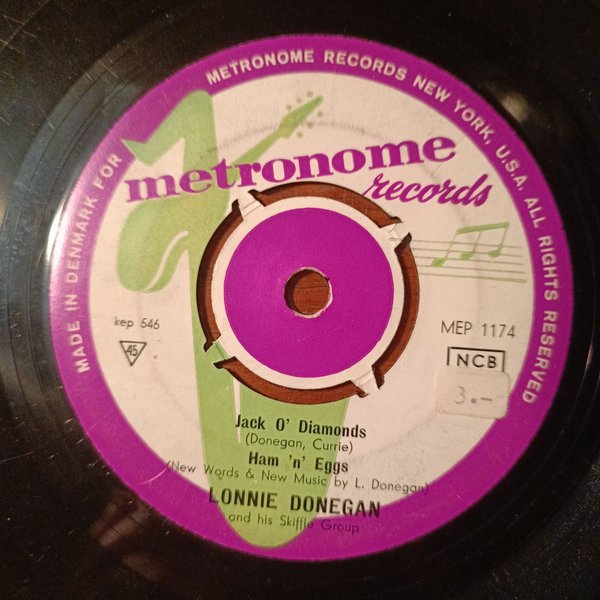 MADE IN DENMARK FOR METRONOME RECORDS NEW YORK, U.S.A. ALL RIGHTS RESERVED
metronome
records
kep 546
MEP 1174
45
NCB
3.-
Jack O' Diamonds
(Donegan, Currie)
Ham 'n' Eggs
(New Words & New Music by L. Donegan)
LONNIE DONEGAN
and his Skiffle Group